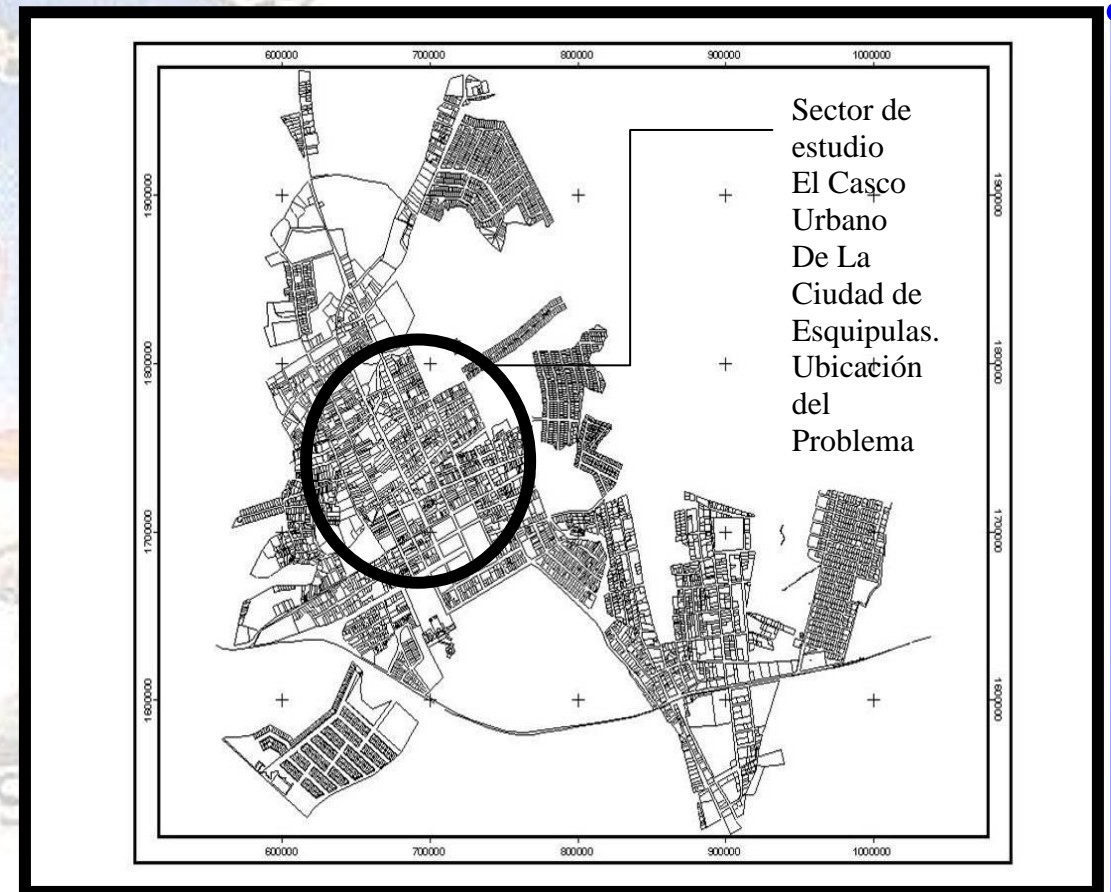 600000 700000 800000 900000 1000000
Sector de
estudio
El Casco
Urbano
De La
Ciudad de
Esquipulas.
Ubicación
del
Problema
1900000 1900000
1800000 1800000
1700000 1700000
1600000 1600000
600000 700000 800000 900000 1000000